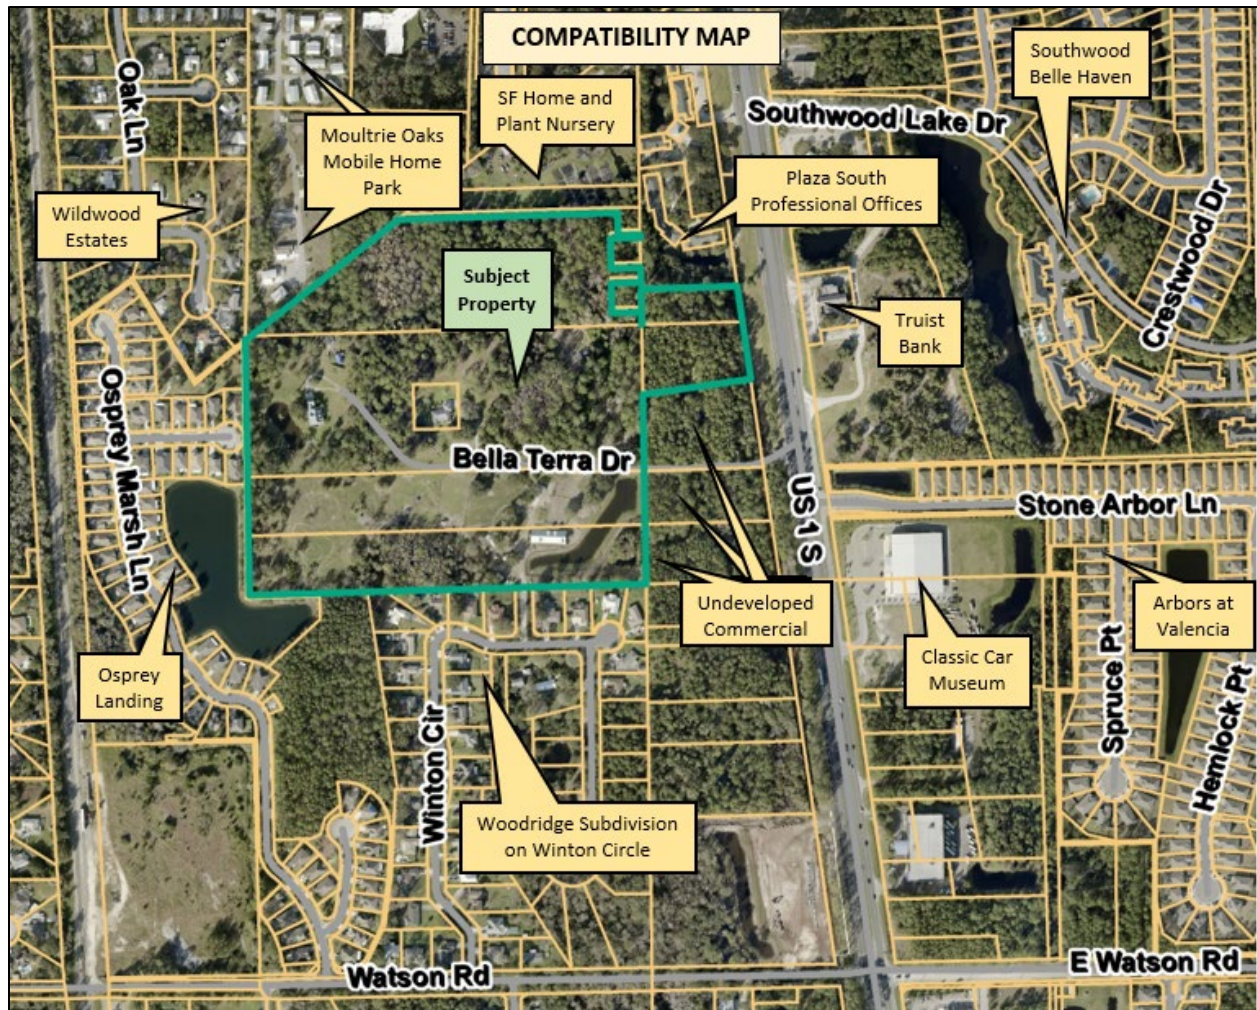 COMPATIBILITY MAP
Southwood
Belle Haven
Oak Ln
SF Home and
Plant Nursery
Southwood Lake Dr
Moultrie Oaks
Mobile Home
Park
Plaza South
Professional Offices
Wildwood
Estates
Crestwood Dr
Subject
Property
Truist
Bank
Osprey Marsh Ln
Bella Terra Dr
US 1 S
Stone Arbor Ln
Undeveloped
Commercial
Arbors at
Valencia
Osprey
Landing
Classic Car
Museum
Spruce Pt
Hemlock Pt
Winton Cir
Woodridge Subdivision
on Winton Circle
Watson Rd
E Watson Rd